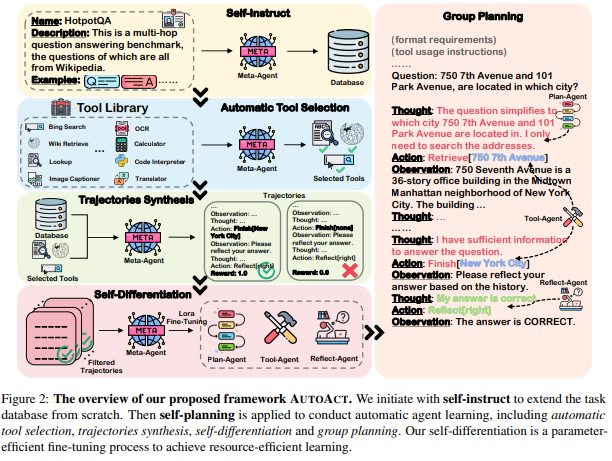 Self-Instruct
Name: HotpotQA
Description: This is a multi-hop
question answering benchmark,
the questions of which are all
from Wikipedia.
Examples: Q A ......
META
Meta-Agent
Database
Tool Library
Automatic Tool Selection
Bing Search
OCR
Wiki Retrieve
...
Calculator
Lookup
Code Interpreter
Image Captioner
Translator
META
Meta-Agent
Selected Tools
Trajectories Synthesis
Trajectories
Database
Selected Tools
META
Meta-Agent
...
Observation: ...
Thought: ...
Action: Finish[New
York City]
Observation: Please
reflect your answer.
Thought: ...
Action: Reflect[right]
Reward: 1.0
...
Observation: ...
Thought: ...
Action: Finish[none]
Observation: Please
reflect your answer.
Thought: ...
Action: Reflect[right]
Reward: 0.0
Self-Differentiation
Filtered
Trajectories
META
Meta-Agent
Lora
Fine-Tuning
Plan-Agent
Tool-Agent
Reflect-Agent
Group Planning
(format requirements)
(tool usage instructions)
......
Question: 750 7th Avenue and 101
Park Avenue, are located in which city?
Plan-Agent
Thought: The question simplifies to
which city 750 7th Avenue and 101
Park Avenue are located in. I only
need to search the addresses.
Action: Retrieve[750 7th Avenue]
Observation: 750 Seventh Avenue is a
36-story office building in the Midtown
Manhattan neighborhood of New York
City. The building ...
Thought: ...
Tool-Agent
......
Thought: I have sufficient information
to answer the question.
Action: Finish[New York City]
Observation: Please reflect your
answer based on the history.
Reflect-Agent
Thought: My answer is correct
Action: Reflect[right]
Observation: The answer is CORRECT.
Figure 2: The overview of our proposed framework AUTOACT. We initiate with self-instruct to extend the task
database from scratch. Then self-planning is applied to conduct automatic agent learning, including automatic
tool selection, trajectories synthesis, self-differentiation and group planning. Our self-differentiation is a parameter-
efficient fine-tuning process to achieve resource-efficient learning.